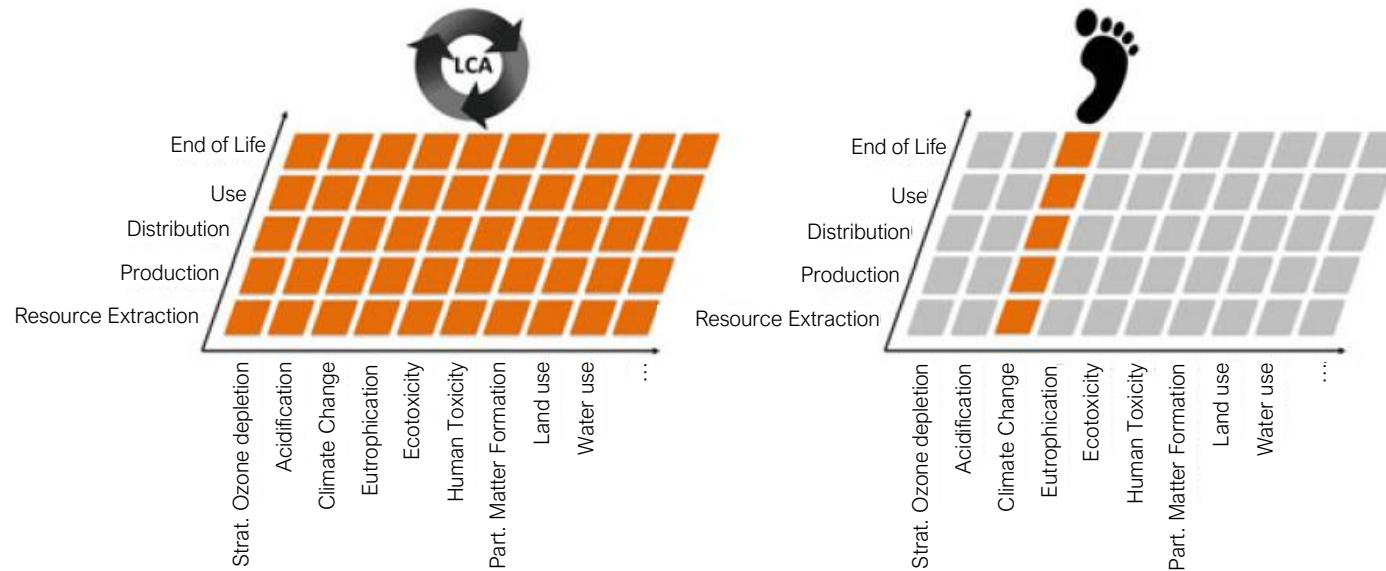 LCA
End of Life
Use
Distribution
Production
Resource Extraction
Strat. Ozone depletion
Acidification
Climate Change
Eutrophication
Ecotoxicity
Human Toxicity
Part. Matter Formation
Land use
Water use
...
End of Life
Use
Distribution
Production
Resource Extraction
Strat. Ozone depletion
Acidification
Climate Change
Eutrophication
Ecotoxicity
Human Toxicity
Part. Matter Formation
Land use
Water use
....